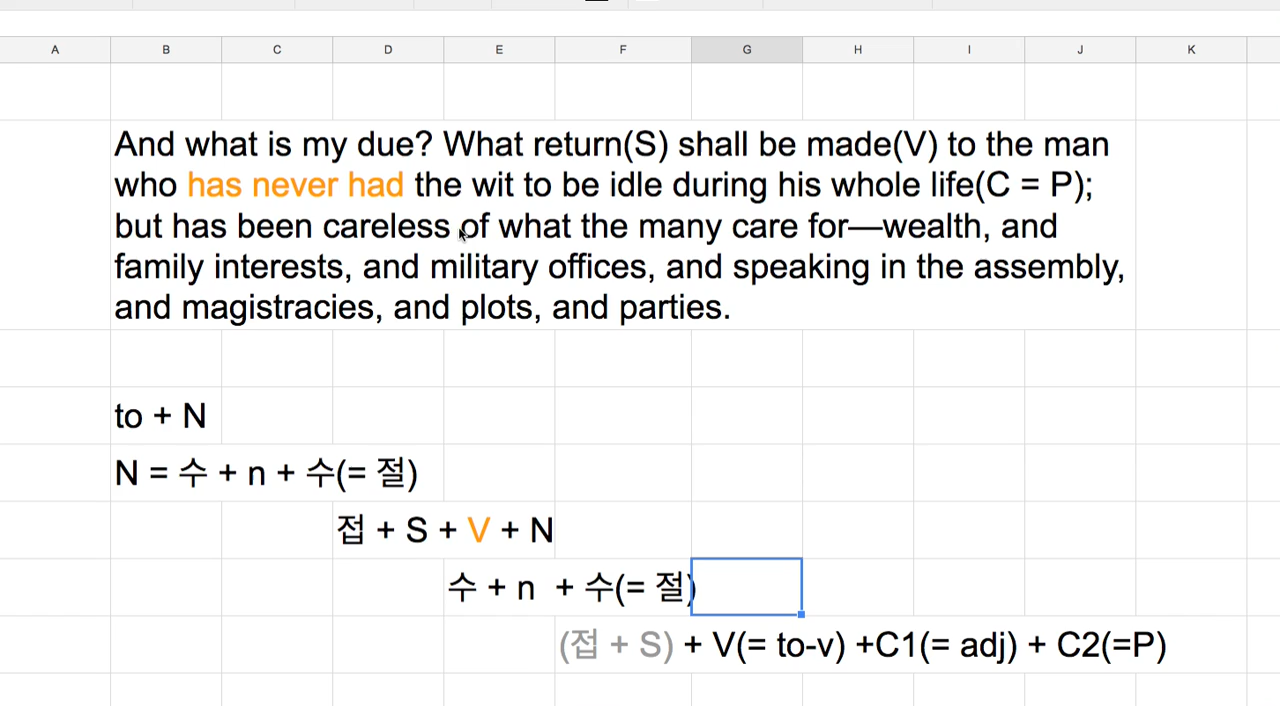 A B C D E F G H I J K
And what is my due? What return(S) shall be made(V) to the man
who has never had the wit to be idle during his whole life(C = P);
but has been careless of what the many care for—wealth, and
family interests, and military offices, and speaking in the assembly,
and magistracies, and plots, and parties.
to + N
N = 수 + n + 수(= 절)
접 + S + V + N
수 + n + 수(= 절)
(접 + S) + V(= to-v) +C1(= adj) + C2(=P)